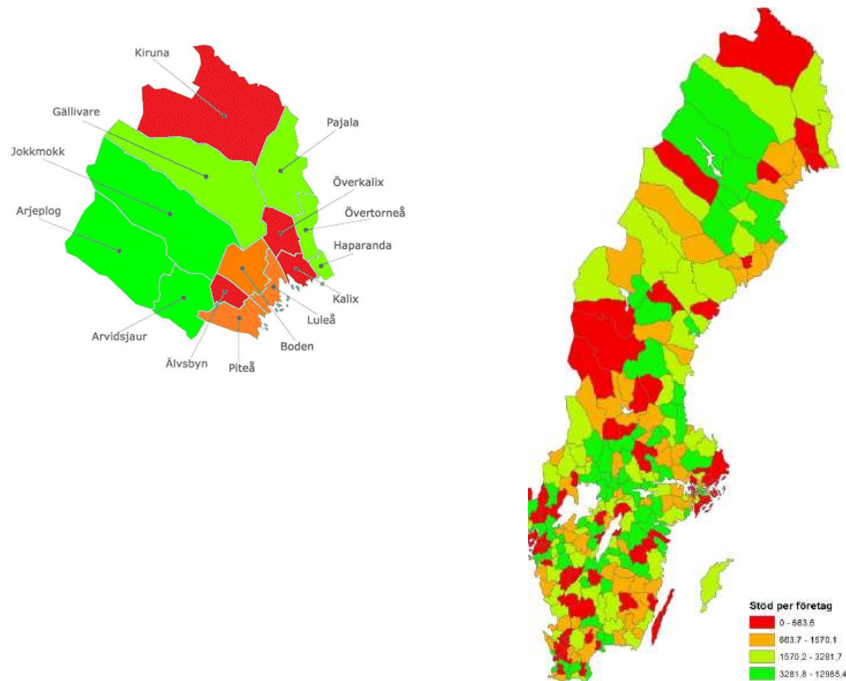 Kiruna
Gällivare
Pajala
Jokkmokk
Överkalix
Arjeplog
Övertorneå
Haparanda
Kalix
Arvidsjaur
Luleå
Boden
Älvsbyn
Piteå
Stöd per företag
0 - 663,6
663,7 - 1570,1
1570,2 - 3281,7
3281,8 - 12985,4